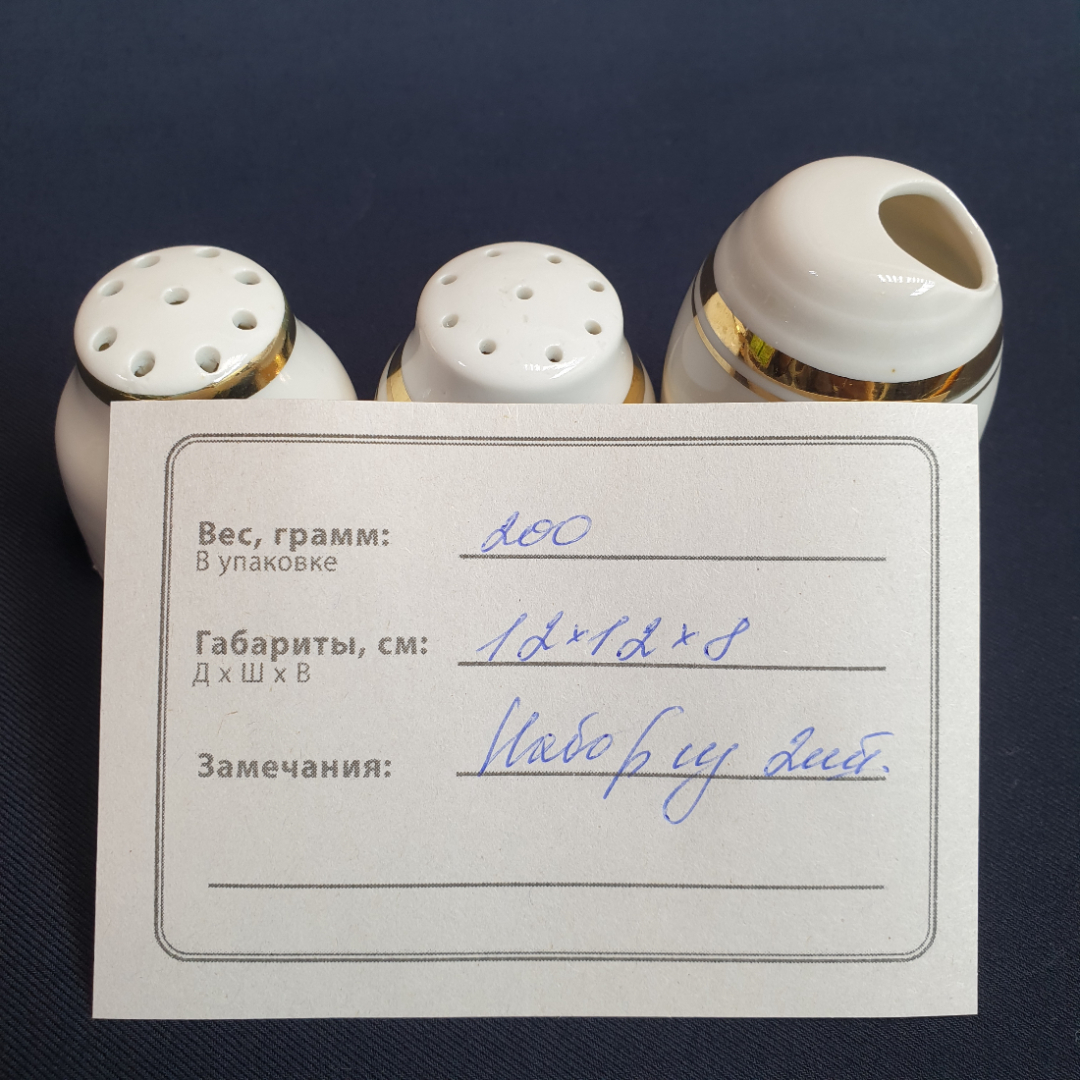 Вес, грамм: 200
В упаковке
Габариты, см: 12×12×8
Д х Ш х В
Замечания: Набор из 2шт.